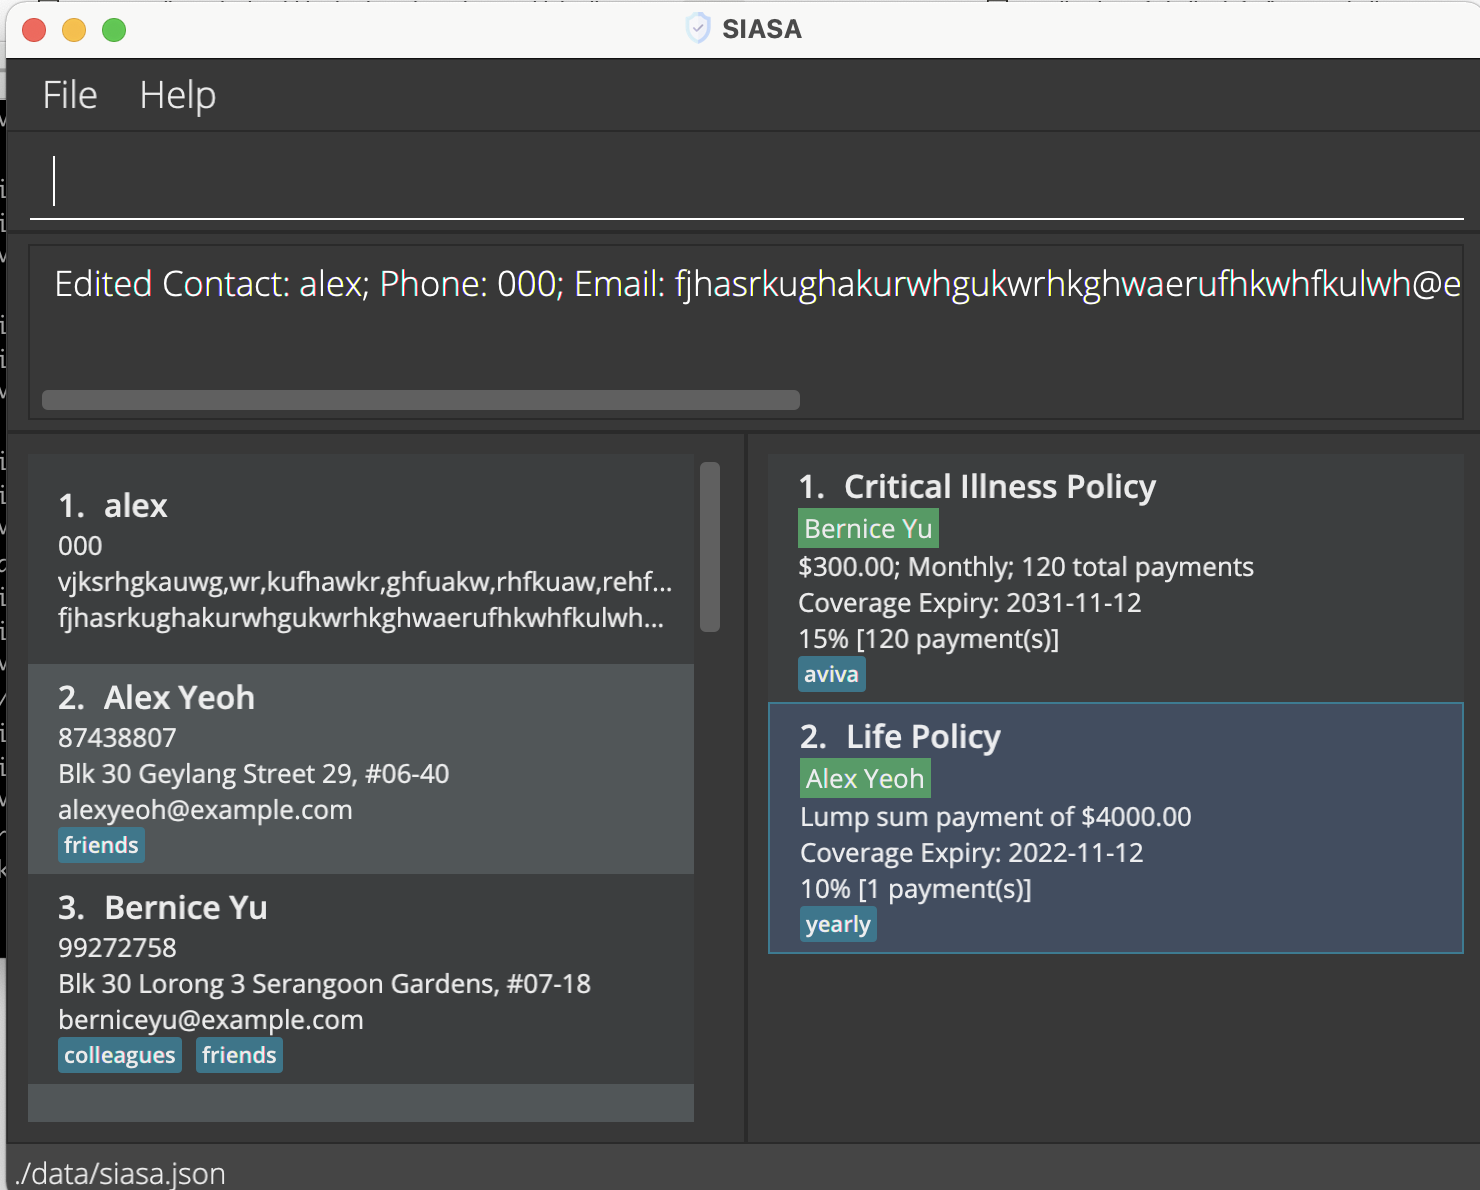 SIASA
File Help
Edited Contact: alex; Phone: 000; Email: fjhasrkughakurwhgukwrhkghwaerufhkwhfkulwh@e
1. alex
000
vjksrhgkauwg,wr,kufhawkr,ghfuakw,rhfkuaw,rehf...
fjhasrkughakurwhgukwrhkghwaerufhkwhfkulwh...
2. Alex Yeoh
87438807
Blk 30 Geylang Street 29, #06-40
alexyeoh@example.com
friends
3. Bernice Yu
99272758
Blk 30 Lorong 3 Serangoon Gardens, #07-18
berniceyu@example.com
colleagues friends
1. Critical Illness Policy
Bernice Yu
$300.00; Monthly; 120 total payments
Coverage Expiry: 2031-11-12
15% [120 payment(s)]
aviva
2. Life Policy
Alex Yeoh
Lump sum payment of $4000.00
Coverage Expiry: 2022-11-12
10% [1 payment(s)]
yearly
./data/siasa.json